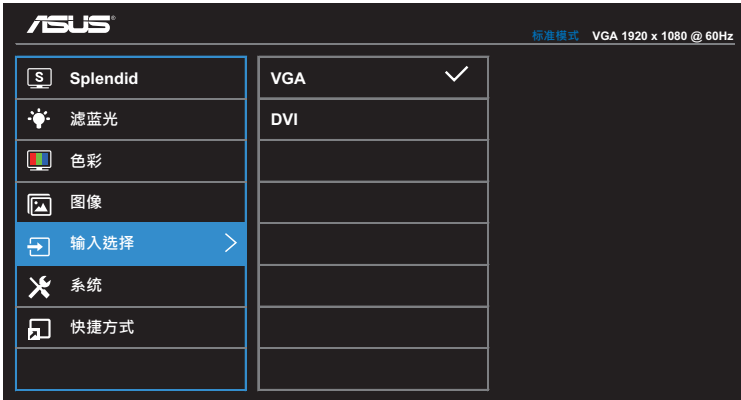 ASUS®
标准模式 VGA 1920 x 1080 @ 60Hz
S Splendid
滤蓝光
色彩
图像
输入选择
系统
快捷方式
VGA
DVI